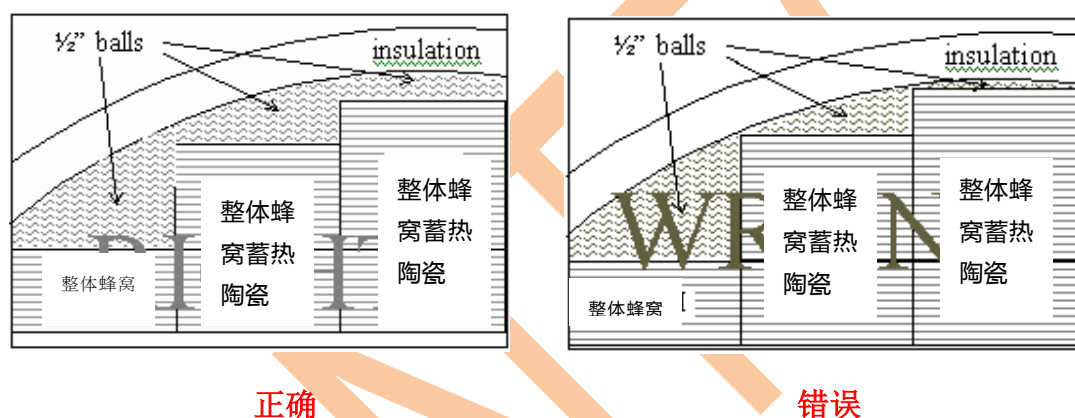 ½” balls
insulation
整体蜂
窝蓄热
陶瓷
整体蜂
窝蓄热
陶瓷
整体蜂窝
RIGHT
正确
½” balls
insulation
整体蜂
窝蓄热
陶瓷
整体蜂
窝蓄热
陶瓷
整体蜂窝
错误